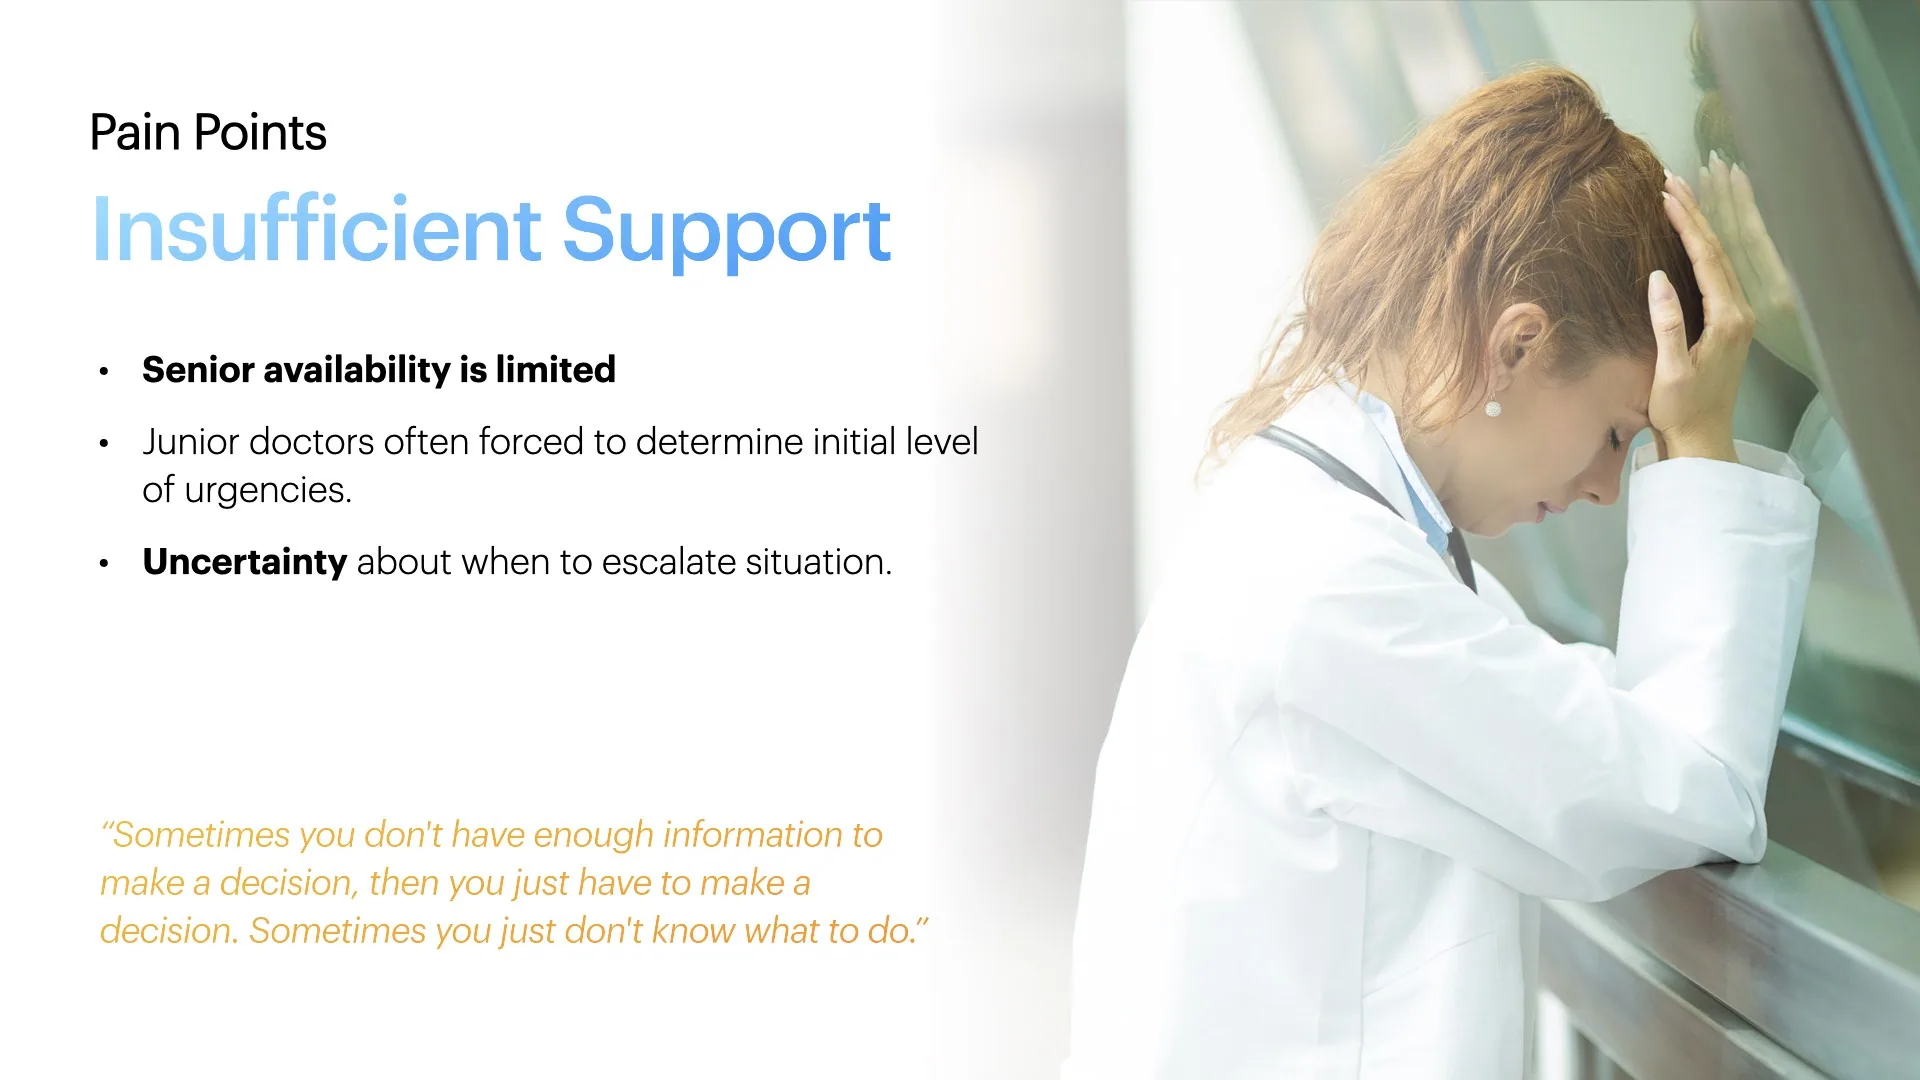 Pain Points
Insufficient Support
• Senior availability is limited
• Junior doctors often forced to determine initial level
of urgencies.
• Uncertainty about when to escalate situation.
“Sometimes you don't have enough information to
make a decision, then you just have to make a
decision. Sometimes you just don't know what to do.”